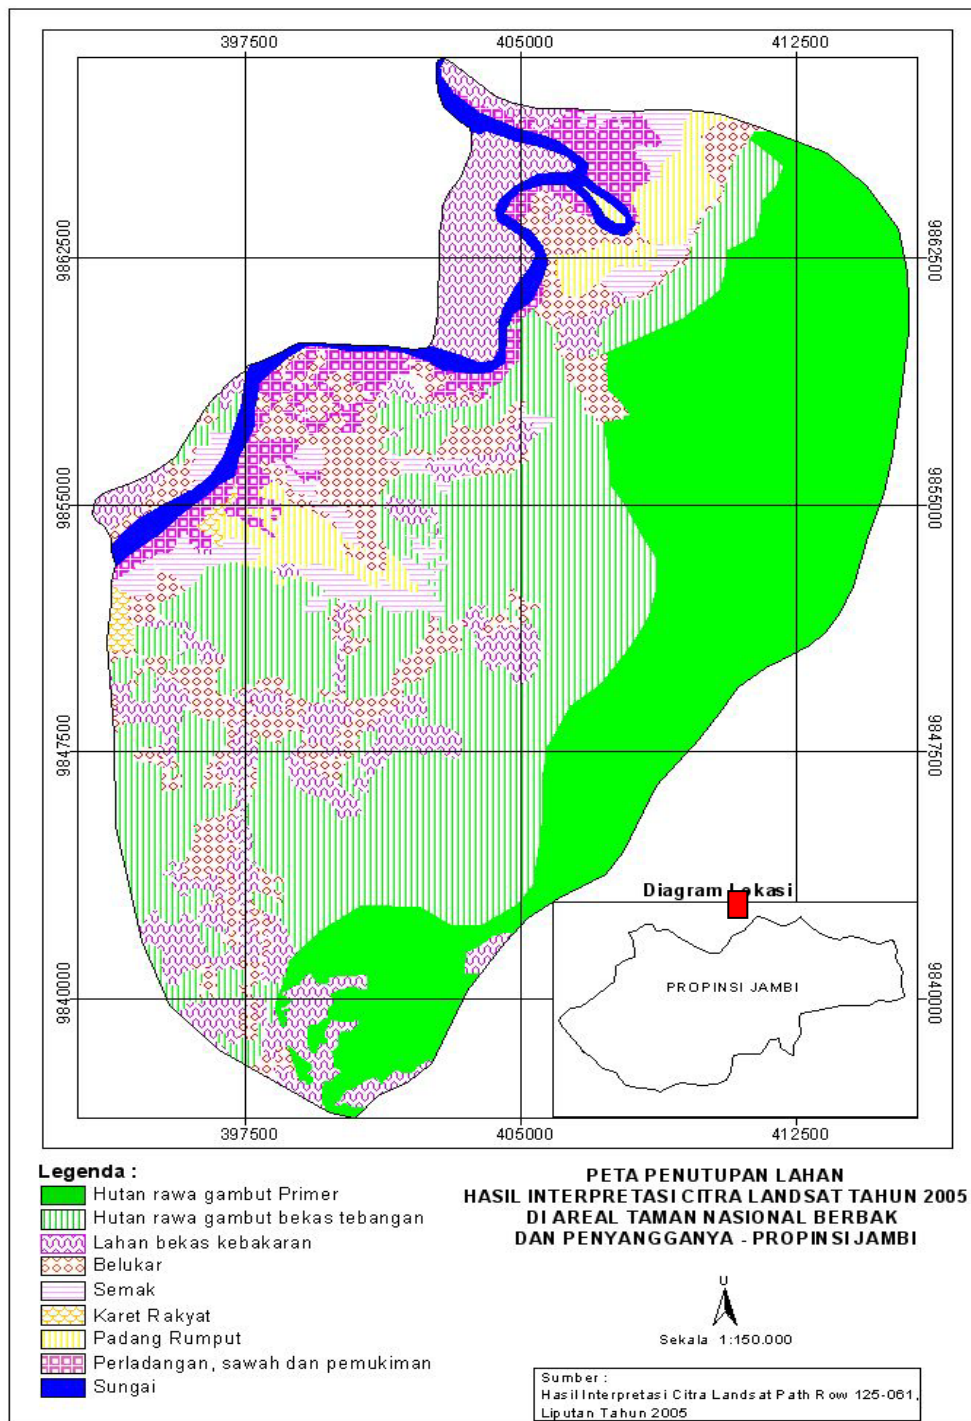 397500 405000 412500
9862500 9862500
9855000 9855000
9847500 9847500
Diagram Lokasi
PROPINSI JAMBI
9840000 9840000
397500 405000 412500
Legenda :
Hutan rawa gambut Primer
Hutan rawa gambut bekas tebangan
Lahan bekas kebakaran
Belukar
Semak
Karet Rakyat
Padang Rumput
Perladangan, sawah dan pemukiman
Sungai
PETA PENUTUPAN LAHAN
HASIL INTERPRETASI CITRA LANDSAT TAHUN 2005
DI AREAL TAMAN NASIONAL BERBAK
DAN PENYANGGANYA - PROPINSI JAMBI
U
Sekala 1:150.000
Sumber :
Hasil Interpretasi Citra Landsat Path Row 125-061,
Liputan Tahun 2005